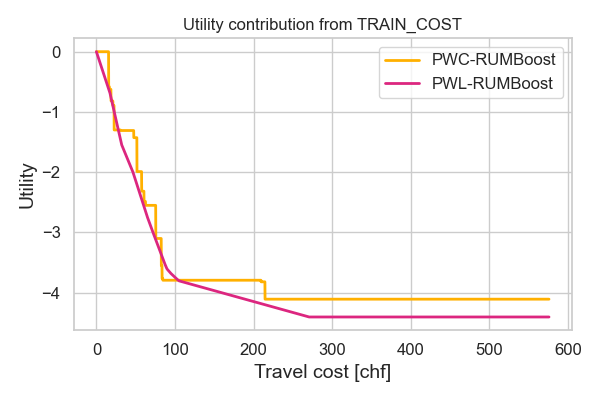 Utility contribution from TRAIN_COST
PWC-RUMBoost
PWL-RUMBoost
Utility
0
−1
−2
−3
−4
0 100 200 300 400 500 600
Travel cost [chf]